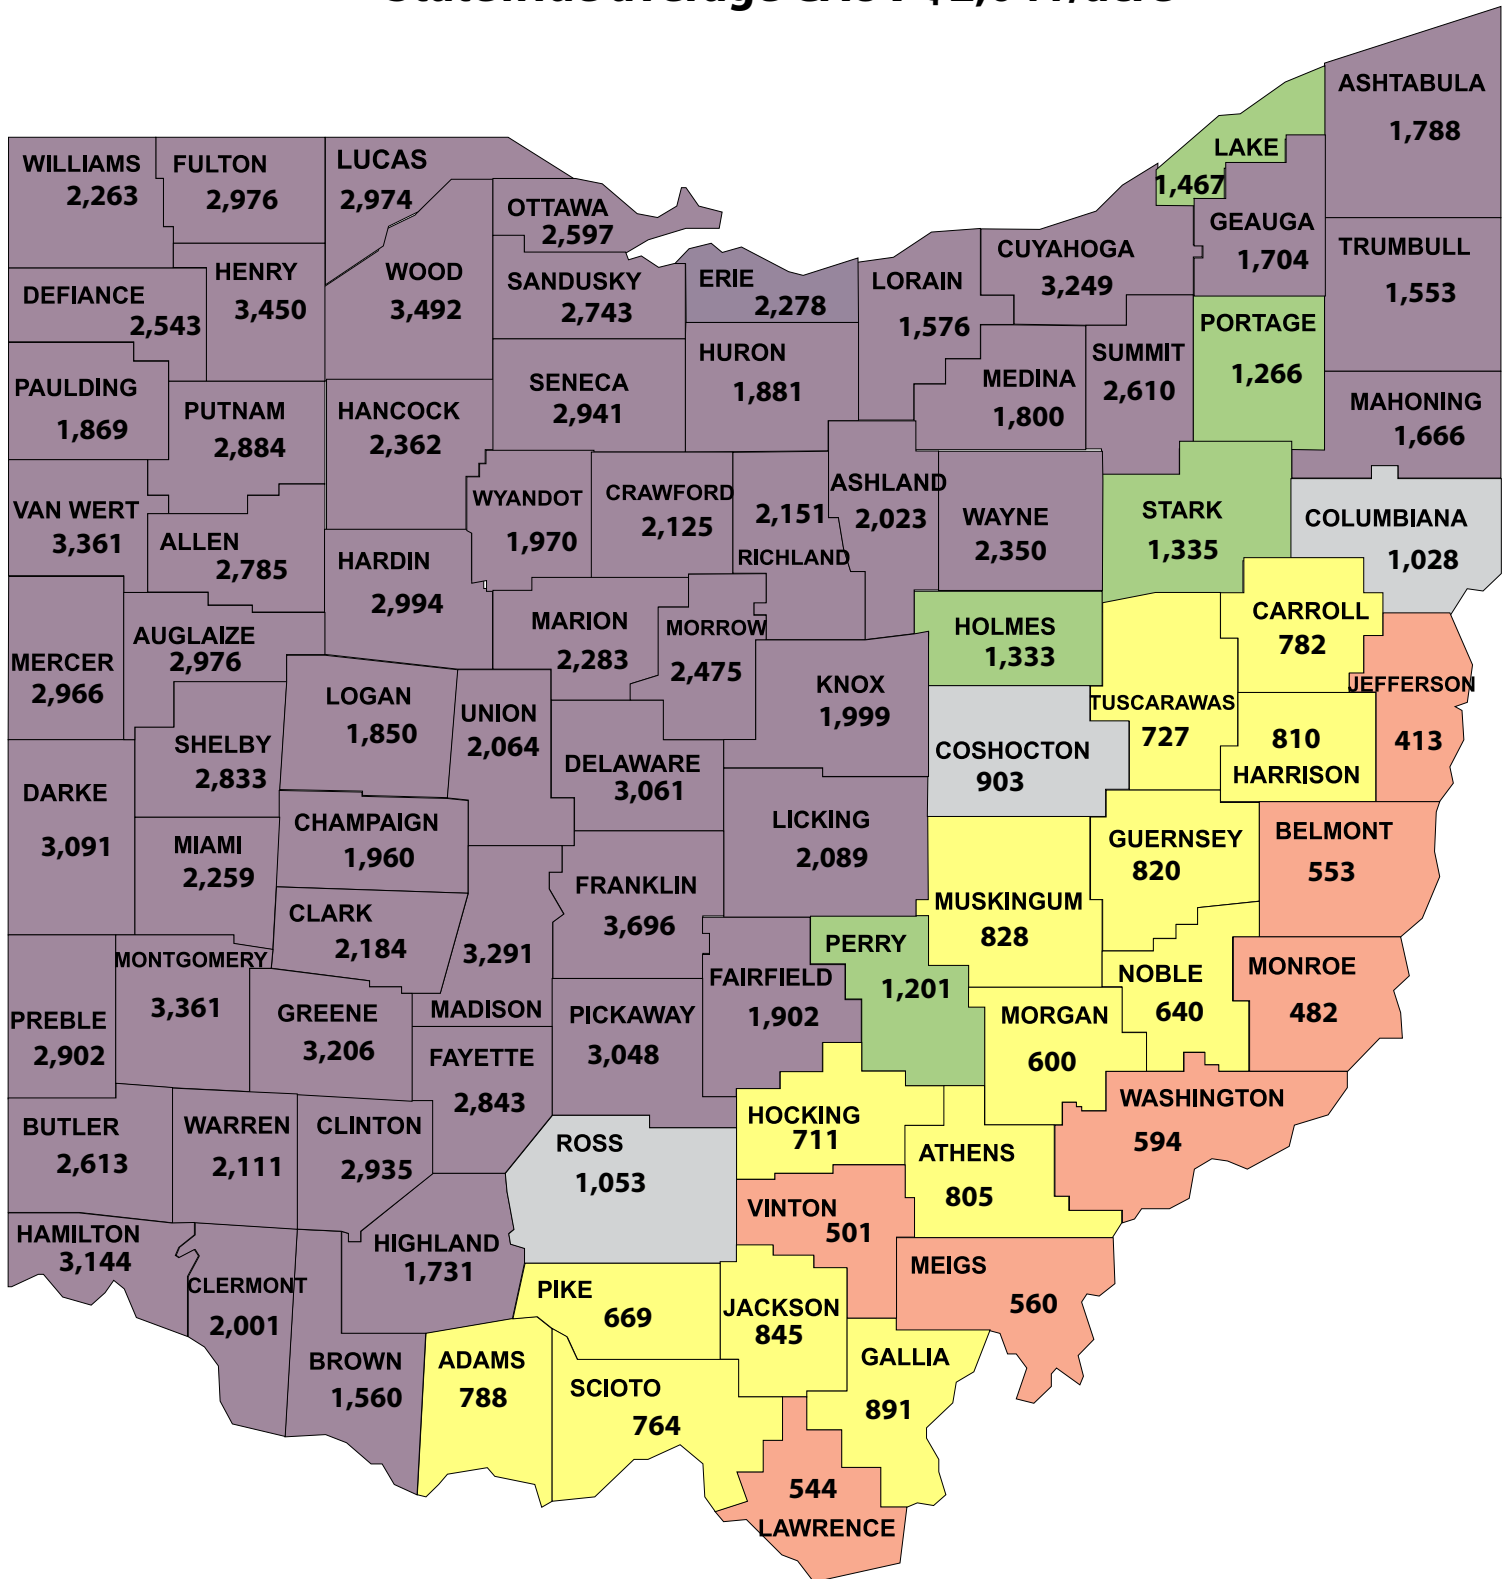 ASHTABULA
1,788
LAKE
1,467
WILLIAMS
2,263
FULTON
2,976
LUCAS
2,974
OTTAWA
2,597
GEAUGA
1,704
CUYAHOGA
3,249
TRUMBULL
1,553
HENRY
3,450
WOOD
3,492
SANDUSKY
2,743
ERIE
2,278
LORAIN
1,576
DEFIANCE
2,543
PORTAGE
1,266
SUMMIT
2,610
HURON
1,881
MEDINA
1,800
SENECA
2,941
PAULDING
1,869
PUTNAM
2,884
HANCOCK
2,362
MAHONING
1,666
WYANDOT
1,970
CRAWFORD
2,125
2,151
RICHLAND
ASHLAND
2,023
WAYNE
2,350
STARK
1,335
COLUMBIANA
1,028
VAN WERT
3,361
ALLEN
2,785
HARDIN
2,994
CARROLL
782
MARION
2,283
MORROW
2,475
HOLMES
1,333
AUGLAIZE
2,976
MERCER
2,966
LOGAN
1,850
UNION
2,064
KNOX
1,999
TUSCARAWAS
727
JEFFERSON
413
810
HARRISON
SHELBY
2,833
DELAWARE
3,061
COSHOCTON
903
DARKE
3,091
CHAMPAIGN
1,960
LICKING
2,089
GUERNSEY
820
BELMONT
553
MIAMI
2,259
FRANKLIN
3,696
MUSKINGUM
828
CLARK
2,184
3,291
MADISON
PERRY
1,201
MONTGOMERY
3,361
FAIRFIELD
1,902
NOBLE
640
MONROE
482
PREBLE
2,902
GREENE
3,206
PICKAWAY
3,048
MORGAN
600
FAYETTE
2,843
WASHINGTON
594
BUTLER
2,613
WARREN
2,111
CLINTON
2,935
HOCKING
711
ROSS
1,053
ATHENS
805
VINTON
501
HAMILTON
3,144
HIGHLAND
1,731
MEIGS
560
CLERMONT
2,001
PIKE
669
JACKSON
845
BROWN
1,560
ADAMS
788
SCIOTO
764
GALLIA
891
544
LAWRENCE